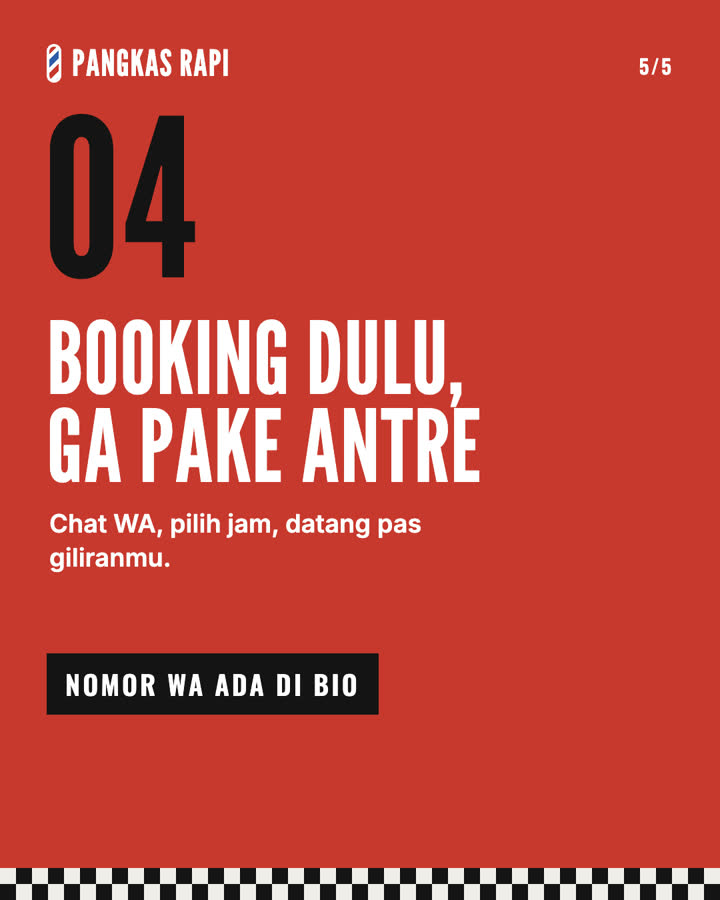 PANGKAS RAPI
5/5
04
BOOKING DULU,
GA PAKE ANTRE
Chat WA, pilih jam, datang pas
giliranmu.
NOMOR WA ADA DI BIO